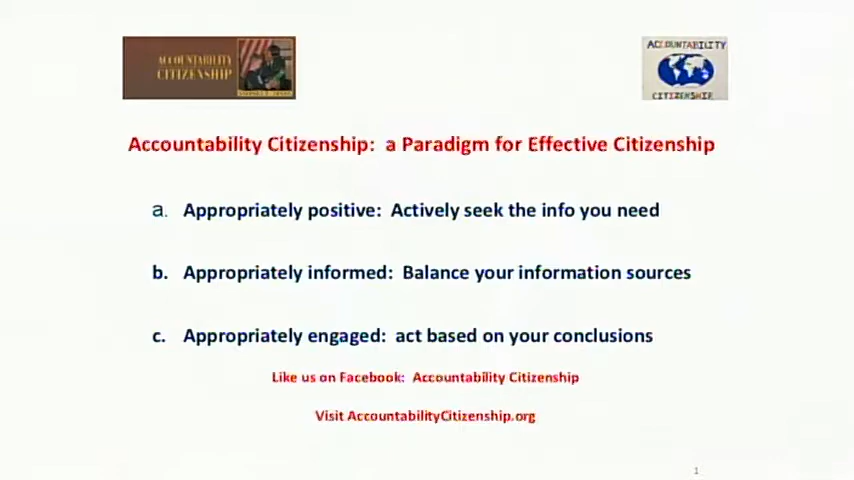 ACCOUNTABILITY
CITIZENSHIP
ACCOUNTABILITY
CITIZENSHIP
Accountability Citizenship: a Paradigm for Effective Citizenship
a. Appropriately positive: Actively seek the info you need
b. Appropriately informed: Balance your information sources
c. Appropriately engaged: act based on your conclusions
Like us on Facebook: Accountability Citizenship
Visit AccountabilityCitizenship.org
1